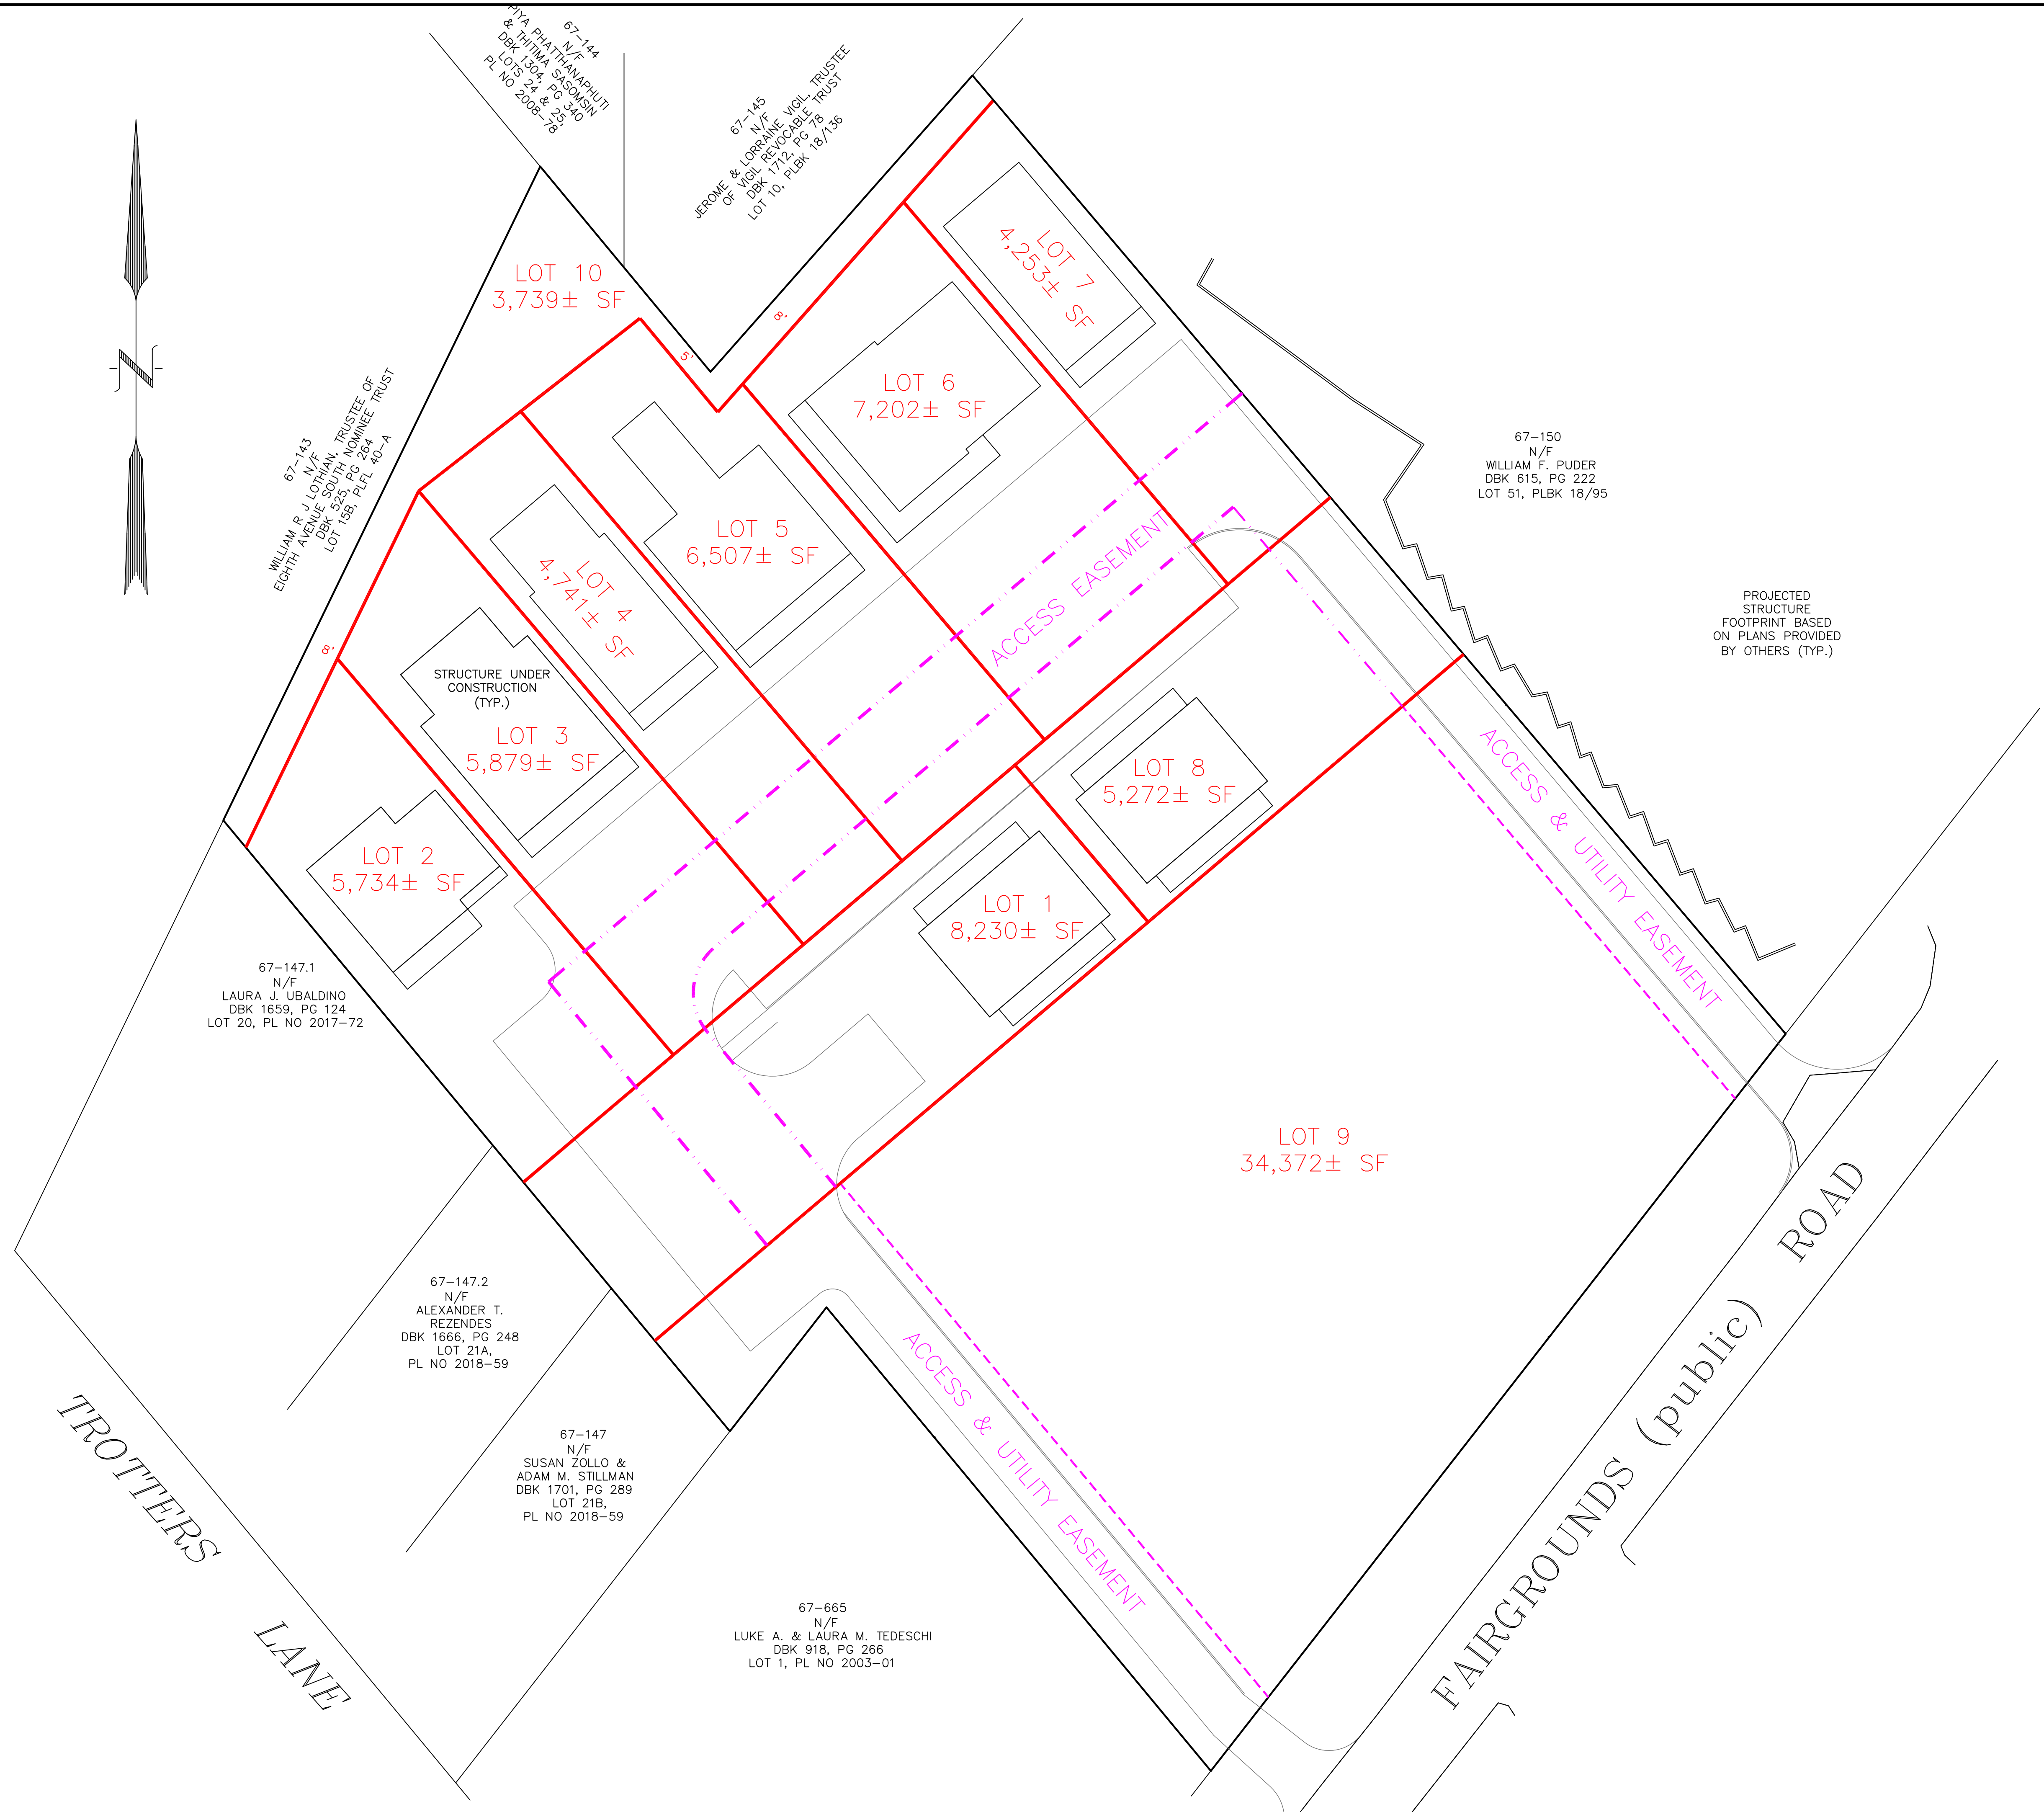 67-144
N/F
PIYA PHATTHANAPHUTI
& THITIMA SASOMSIN
DBK 1304, PG 340
LOTS 24 & 25,
PL NO 2008-78
67-145
N/F
JEROME & LORRAINE VIGIL, TRUSTEE
OF VIGIL REVOCABLE TRUST
DBK 1712, PG 78
LOT 10, PLBK 18/136
N
LOT 10
3,739± SF
LOT 7
4,253± SF
8'
5'
LOT 6
7,202± SF
67-143
N/F
WILLIAM R J LOTHIAN, TRUSTEE OF
EIGHTH AVENUE SOUTH NOMINEE TRUST
DBK 525, PG 264
LOT 15B, PLFL 40-A
67-150
N/F
WILLIAM F. PUDER
DBK 615, PG 222
LOT 51, PLBK 18/95
LOT 5
6,507± SF
LOT 4
4,741± SF
ACCESS EASEMENT
PROJECTED
STRUCTURE
FOOTPRINT BASED
ON PLANS PROVIDED
BY OTHERS (TYP.)
8'
STRUCTURE UNDER
CONSTRUCTION
(TYP.)
LOT 3
5,879± SF
LOT 8
5,272± SF
ACCESS & UTILITY EASEMENT
LOT 2
5,734± SF
LOT 1
8,230± SF
67-147.1
N/F
LAURA J. UBALDINO
DBK 1659, PG 124
LOT 20, PL NO 2017-72
LOT 9
34,372± SF
67-147.2
N/F
ALEXANDER T.
REZENDES
DBK 1666, PG 248
LOT 21A,
PL NO 2018-59
ACCESS & UTILITY EASEMENT
FAIRGROUNDS (public) ROAD
TROTTERS LANE
67-147
N/F
SUSAN ZOLLO &
ADAM M. STILLMAN
DBK 1701, PG 289
LOT 21B,
PL NO 2018-59
67-665
N/F
LUKE A. & LAURA M. TEDESCHI
DBK 918, PG 266
LOT 1, PL NO 2003-01